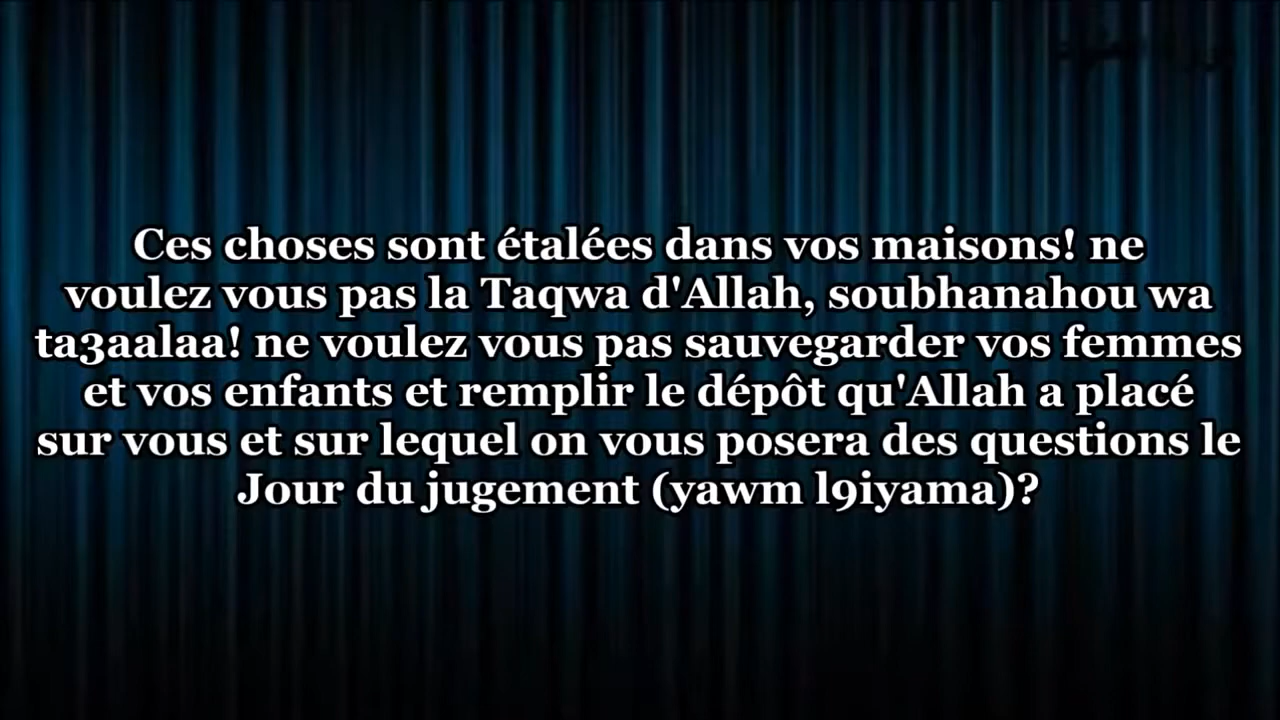 Ces choses sont étalées dans vos maisons! ne
voulez vous pas la Taqwa d'Allah, soubhanahou wa
ta3aalaa! ne voulez vous pas sauvegarder vos femmes
et vos enfants et remplir le dépôt qu'Allah a placé
sur vous et sur lequel on vous posera des questions le
Jour du jugement (yawm l9iyama)?